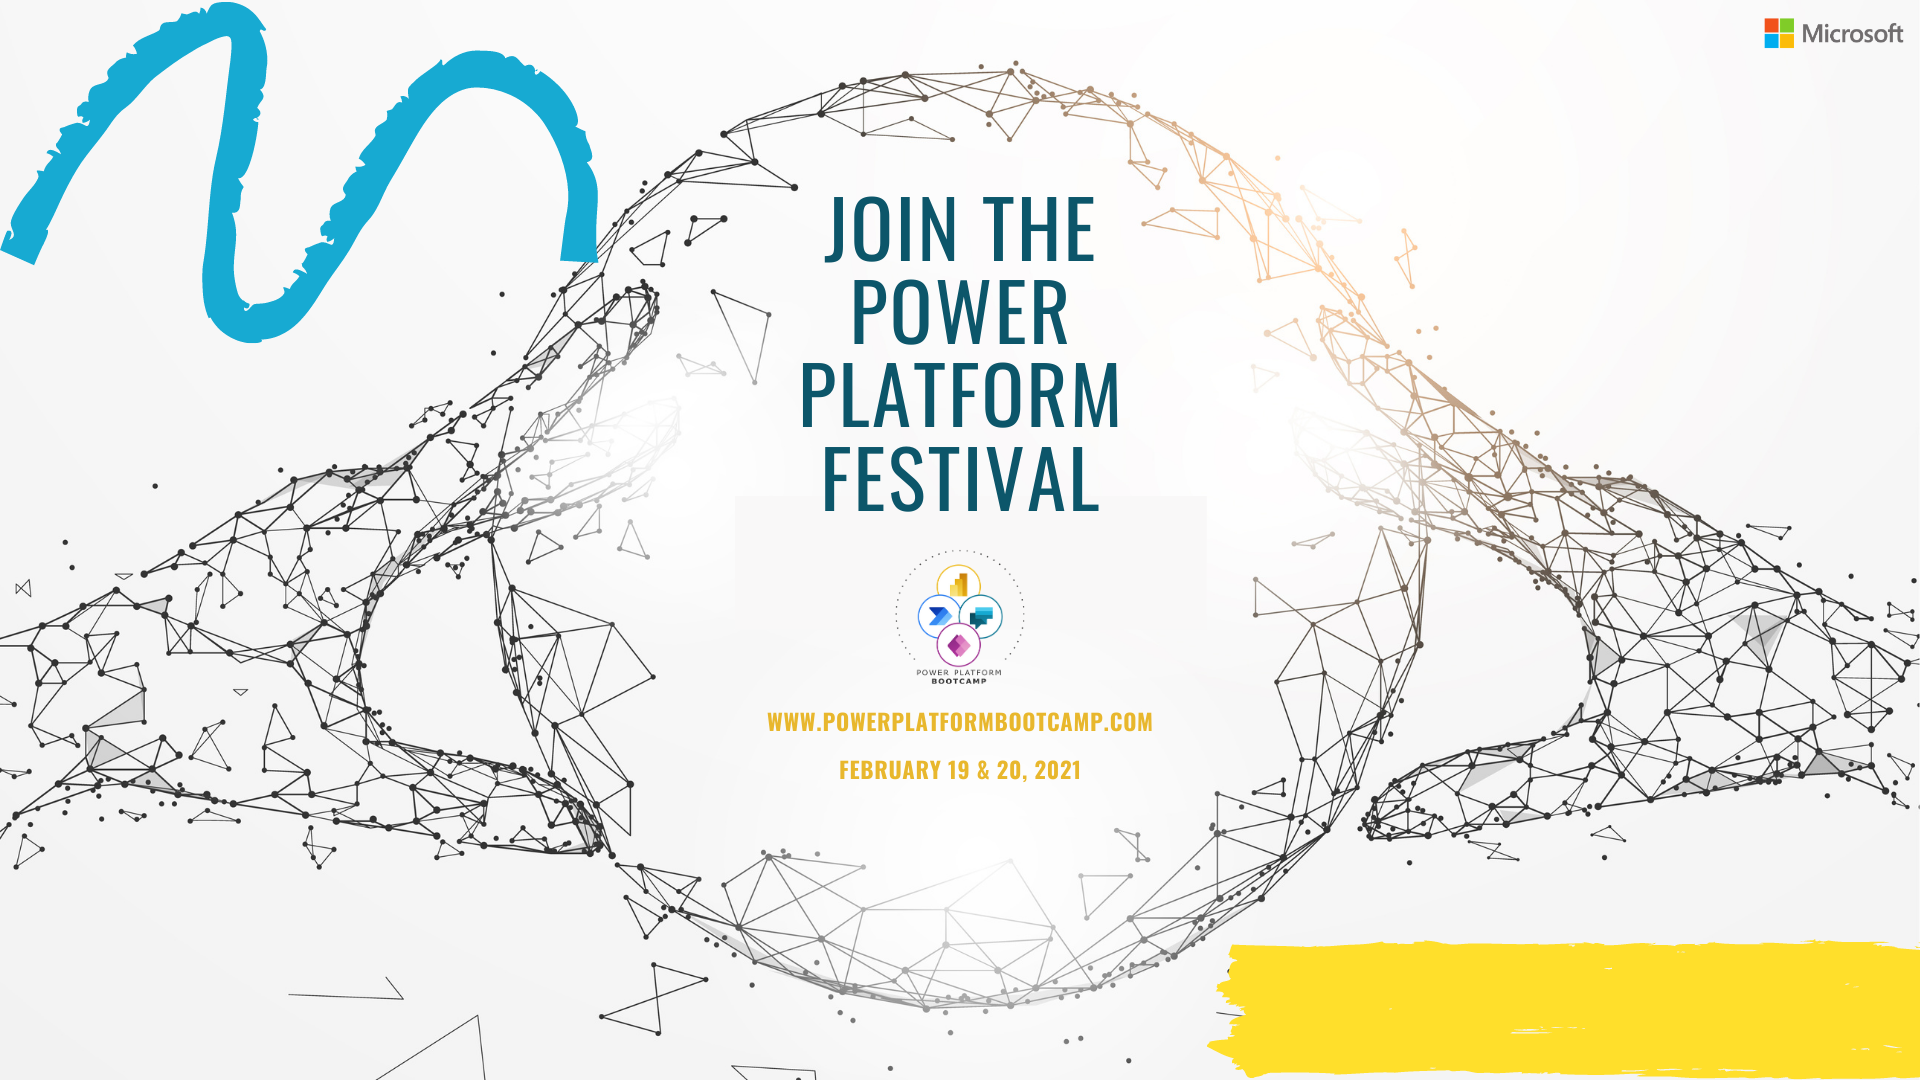 Microsoft
JOIN THE
POWER
PLATFORM
FESTIVAL
POWER PLATFORM
BOOTCAMP
WWW.POWERPLATFORMBOOTCAMP.COM
FEBRUARY 19 & 20, 2021